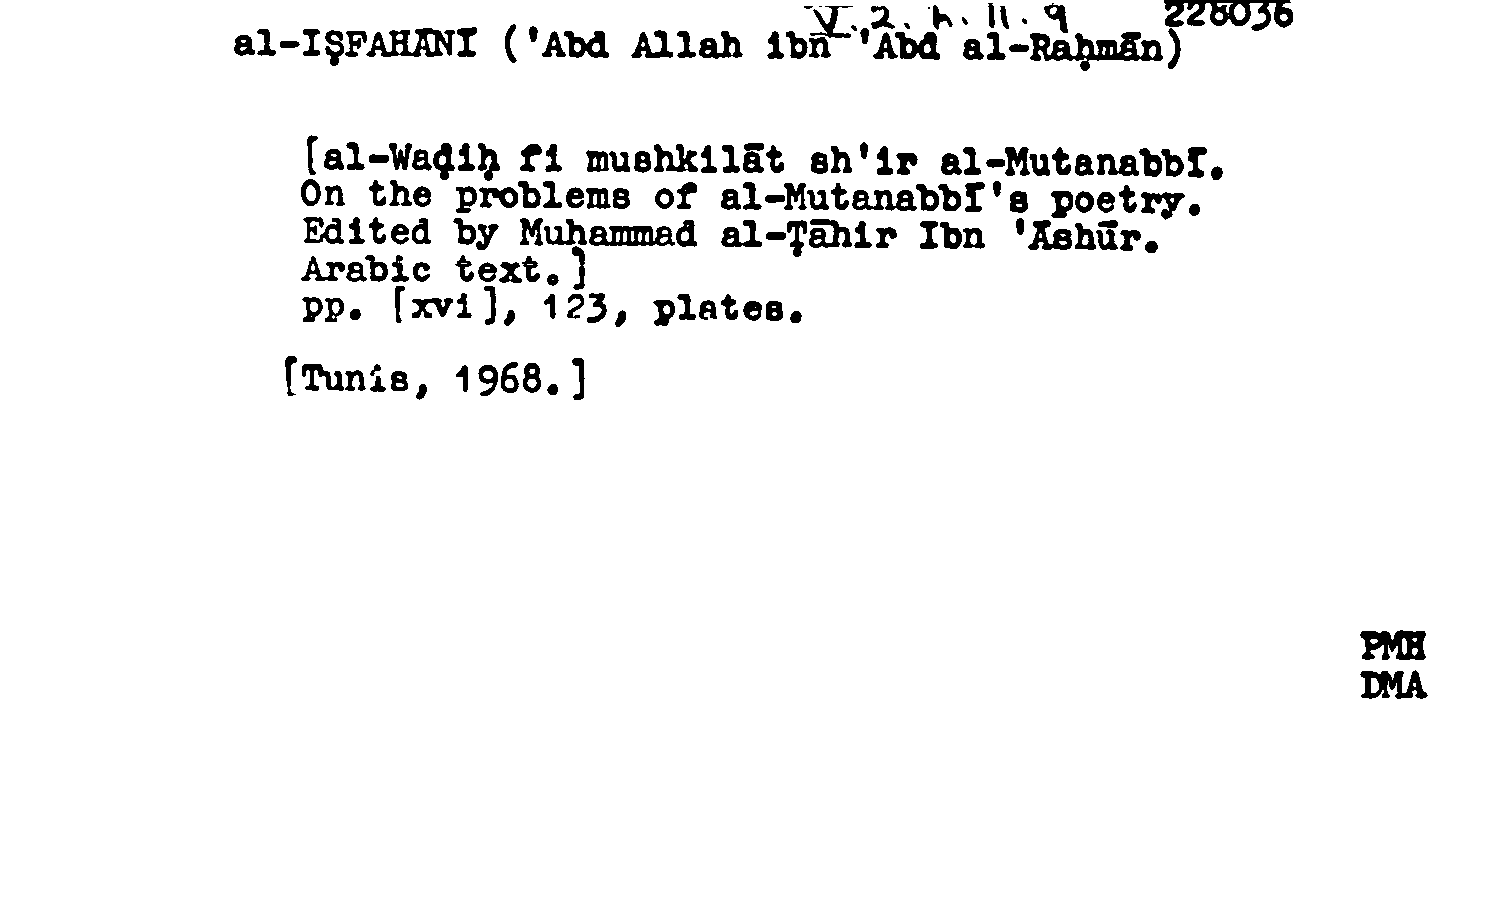 V.2.h.11.9 228036
al-IṢFAHĀNĪ ('Abd Allah ibn 'Abd al-Raḥmān)
[al-Waḍiḥ fi mushkilāt sh'ir al-Mutanabbī.
On the problems of al-Mutanabbī's poetry.
Edited by Muḥammad al-Ṭāhir Ibn 'Āshūr.
Arabic text.]
pp. [xvi], 123, plates.
[Tunis, 1968.]
PMH
DMA